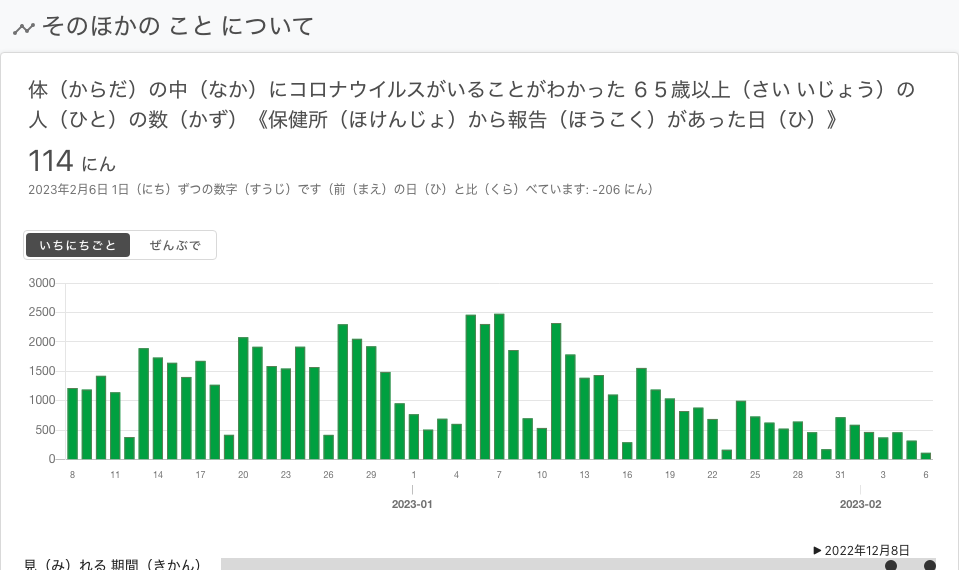 そのほかの こと について
体（からだ）の中（なか）にコロナウイルスがいることがわかった ６５歳以上（さい いじょう）の
人（ひと）の数（かず）《保健所（ほけんじょ）から報告（ほうこく）があった日（ひ）》
114 にん
2023年2月6日 1日（にち）ずつの数字（すうじ）です（前（まえ）の日（ひ）と比（くら）べています: -206 にん）
いちにちごと ぜんぶで
3000
2500
2000
1500
1000
500
0
8 11 14 17 20 23 26 29 1 4 7 10 13 16 19 22 25 28 31 3 6
2023-01 2023-02
▶ 2022年12月8日
見（み）れる 期間（きかん）